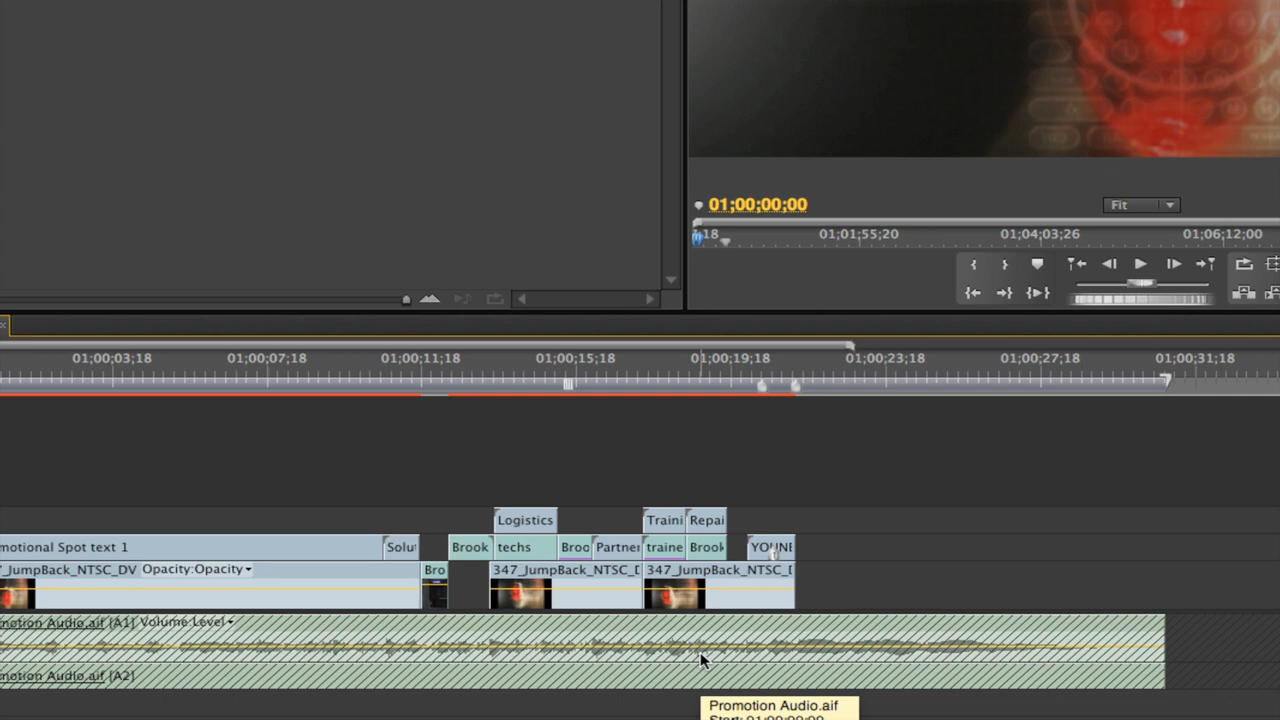 01;00;00;00
Fit
1;18 01;01;55;20 01;04;03;26 01;06;12;00
01;00;03;18 01;00;07;18 01;00;11;18 01;00;15;18 01;00;19;18 01;00;23;18 01;00;27;18 01;00;31;18
Logistics Traini Repai
motional Spot text 1 Solut Brook techs Broo Partner traine Brook YOUNE
_JumpBack_NTSC_DV Opacity:Opacity Bro 347_JumpBack_NTSC_D 347_JumpBack_NTSC_D
motion Audio.aif [A1] Volume:Level
motion Audio.aif [A2]
Promotion Audio.aif
Start: 01;00;00;00